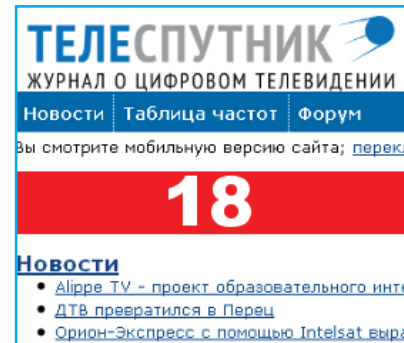 ТЕЛЕСПУТНИК
ЖУРНАЛ О ЦИФРОВОМ ТЕЛЕВИДЕНИИ
Новости Таблица частот Форум
Вы смотрите мобильную версию сайта;
18
Новости
Alippe TV - проект образовательного
ДТВ превратился в Перец
Орион-Экспресс с помощью Intelsat